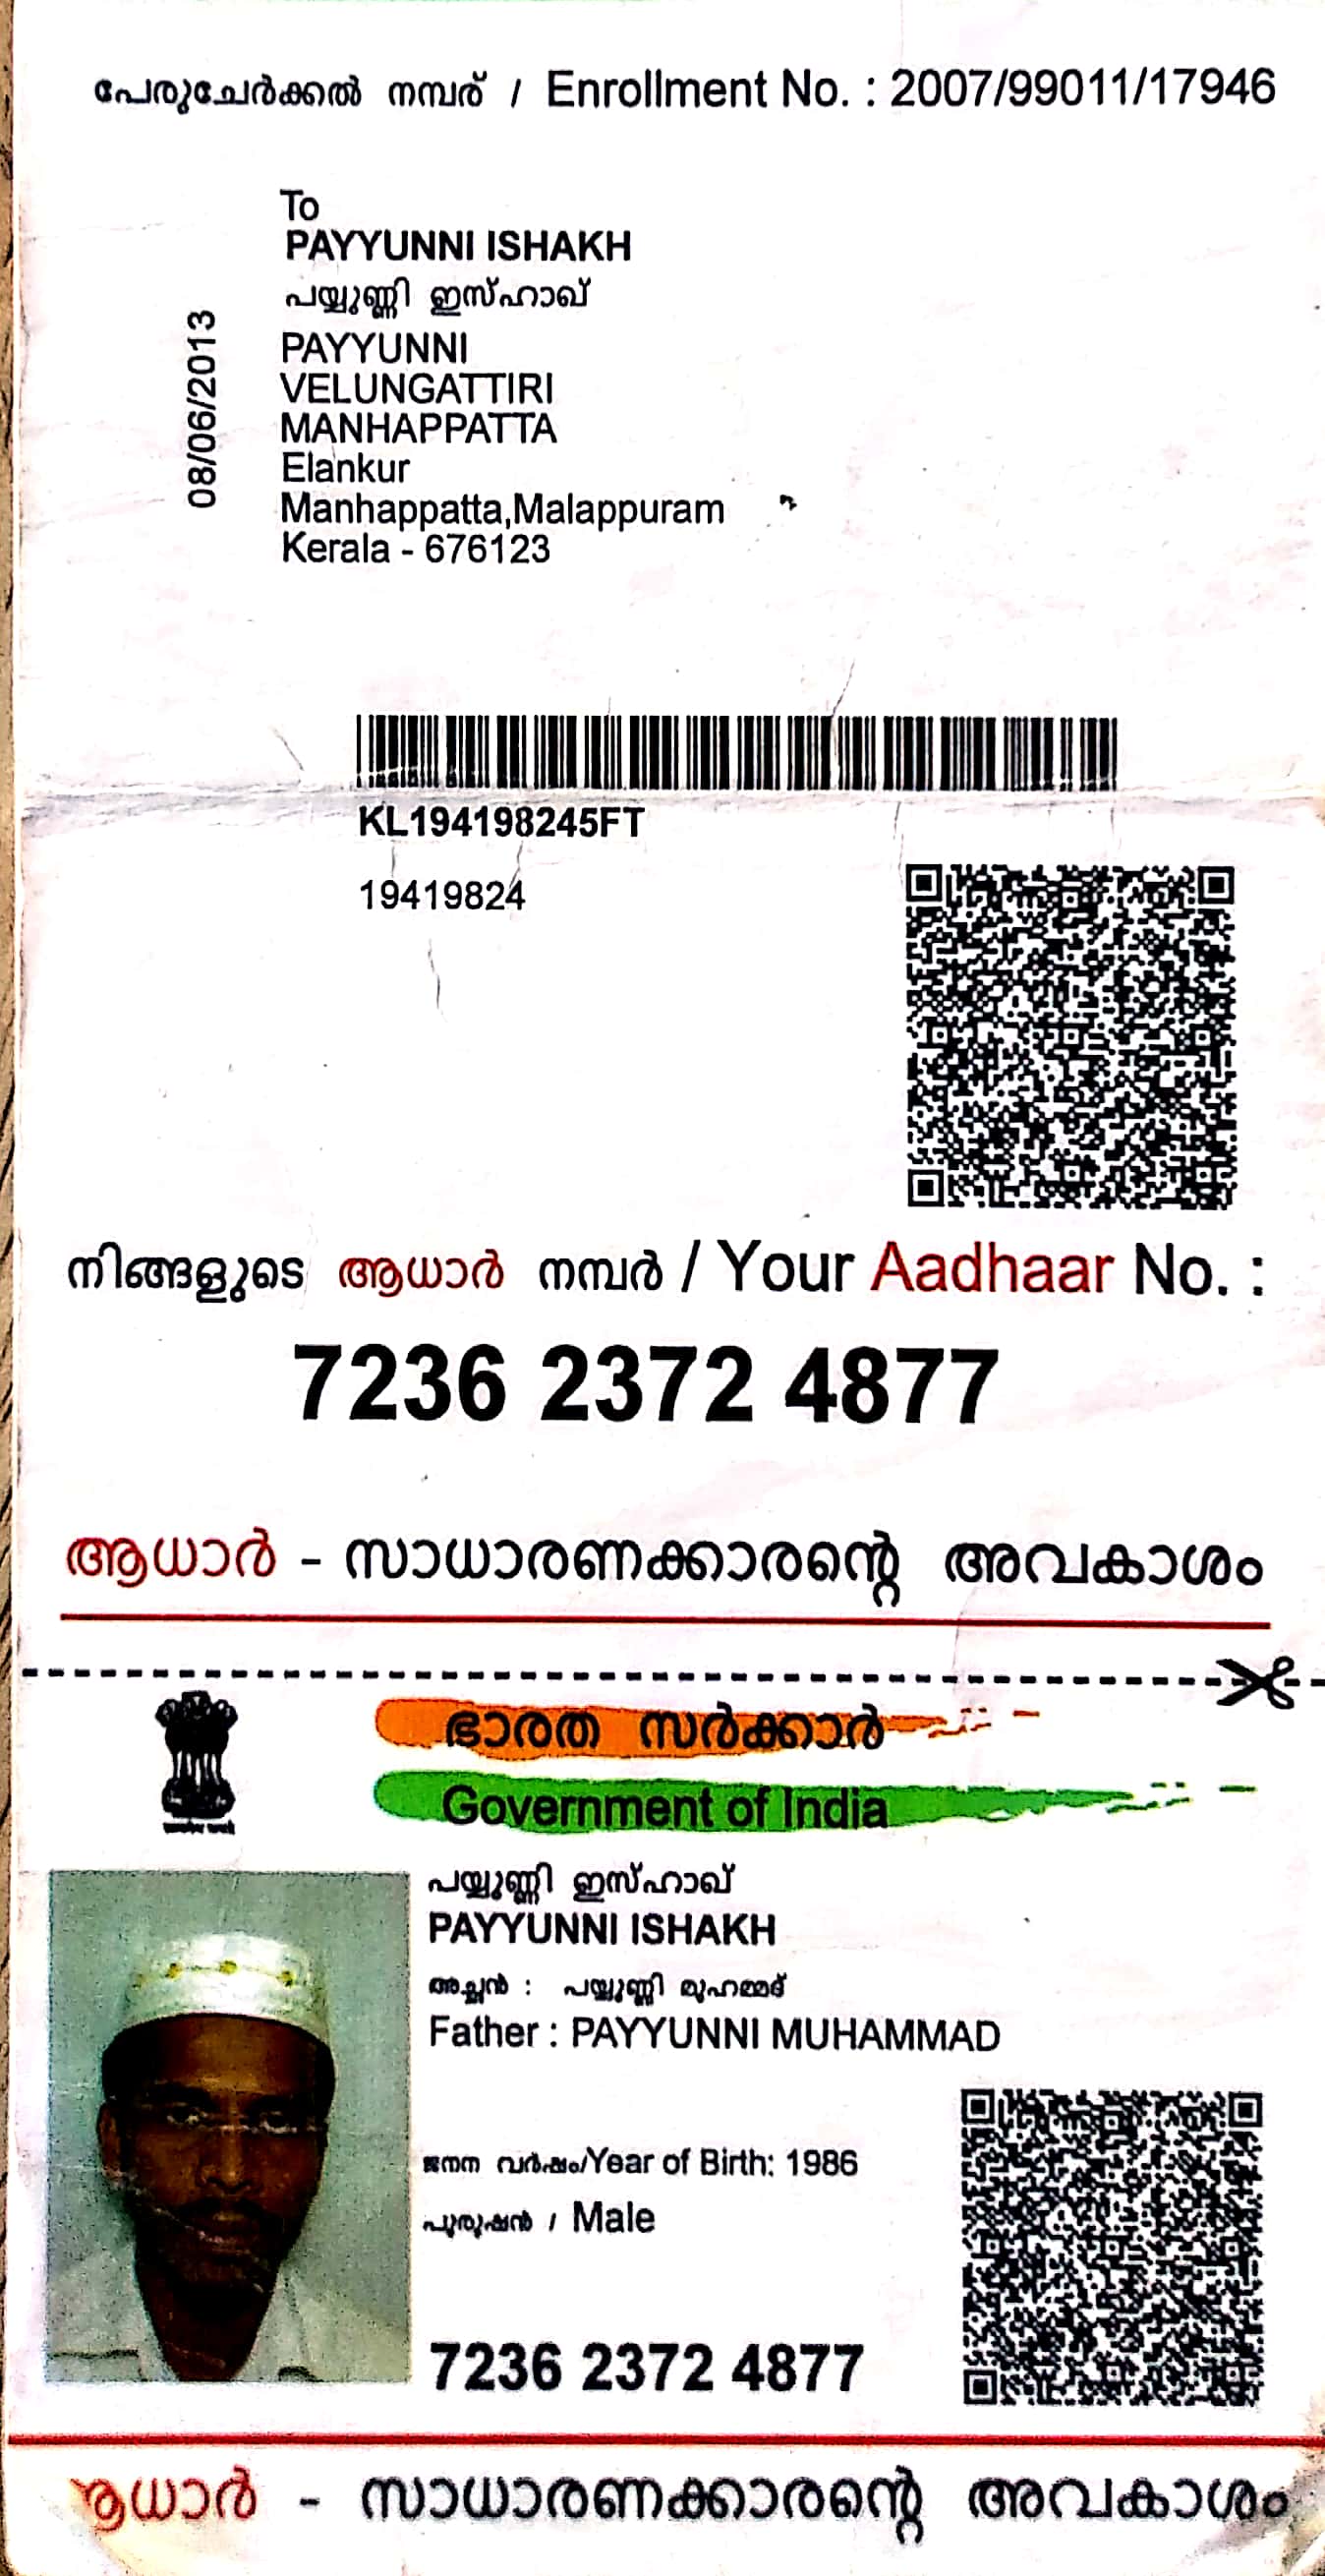 പേരുചേർക്കൽ നമ്പര് / Enrollment No. : 2007/99011/17946
To
PAYYUNNI ISHAKH
പയ്യുണ്ണി ഇസ്ഹാഖ്
PAYYUNNI
VELUNGATTIRI
MANHAPPATTA
Elankur
Manhappatta,Malappuram
Kerala - 676123
08/06/2013
KL194198245FT
19419824
നിങ്ങളുടെ ആധാർ നമ്പർ / Your Aadhaar No. :
7236 2372 4877
ആധാർ - സാധാരണക്കാരന്റെ അവകാശം
ഭാരത സർക്കാർ
Government of India
പയ്യുണ്ണി ഇസ്ഹാഖ്
PAYYUNNI ISHAKH
അച്ഛൻ : പയ്യുണ്ണി മുഹമ്മദ്
Father : PAYYUNNI MUHAMMAD
ജനന വർഷം/Year of Birth: 1986
പുരുഷൻ / Male
7236 2372 4877
ആധാർ - സാധാരണക്കാരന്റെ അവകാശം